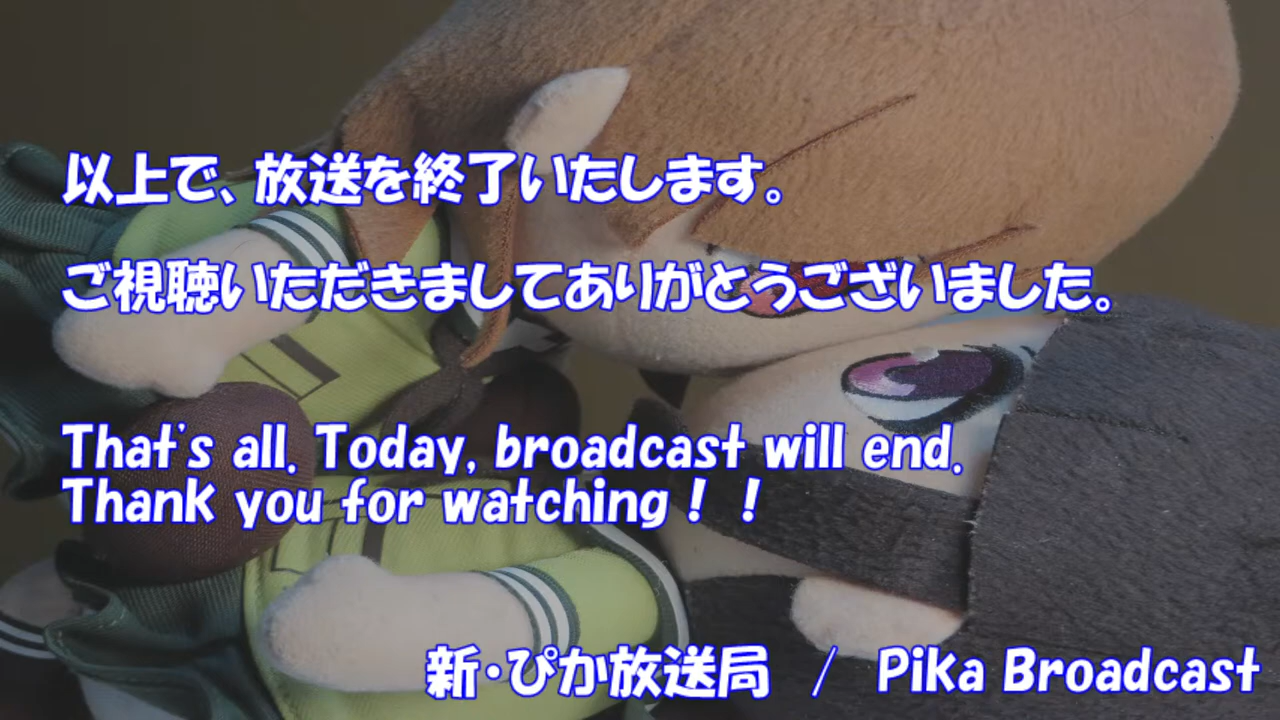 以上で、放送を終了いたします。
ご視聴いただきましてありがとうございました。
That's all. Today, broadcast will end.
Thank you for watching！！
新・ぴか放送局 / Pika Broadcast